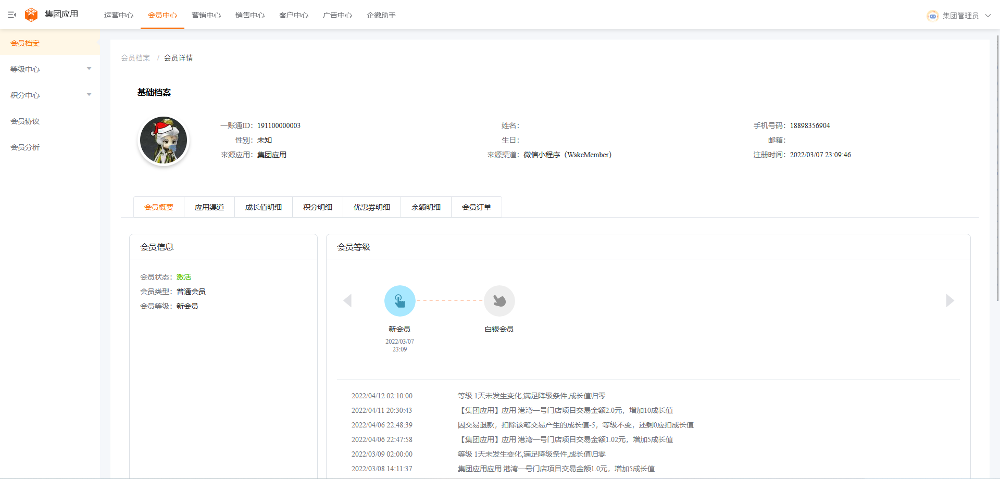 集团应用
运营中心 会员中心 营销中心 销售中心 客户中心 广告中心 企微助手
集团管理员
会员档案
等级中心
积分中心
会员协议
会员分析
会员档案 / 会员详情
基础档案
一账通ID: 191100000003 姓名: 手机号码: 18898356904
性别: 未知 生日: 邮箱:
来源应用: 集团应用 来源渠道: 微信小程序（WakeMember） 注册时间: 2022/03/07 23:09:46
会员概要 应用渠道 成长值明细 积分明细 优惠券明细 余额明细 会员订单
会员信息
会员状态: 激活
会员类型: 普通会员
会员等级: 新会员
会员等级
新会员 白银会员
2022/03/07
23:09
2022/04/12 02:10:00 等级 1天未发生变化,满足降级条件,成长值归零
2022/04/11 20:30:43 【集团应用】应用 港湾一号门店项目交易金额2.0元，增加10成长值
2022/04/06 22:48:39 因交易退款，扣除该笔交易产生的成长值-5，等级不变，还剩0应扣成长值
2022/04/06 22:47:58 【集团应用】应用 港湾一号门店项目交易金额1.02元，增加5成长值
2022/03/09 02:00:00 等级 1天未发生变化,满足降级条件,成长值归零
2022/03/08 14:11:37 集团应用应用 港湾一号门店项目交易金额1.0元，增加5成长值